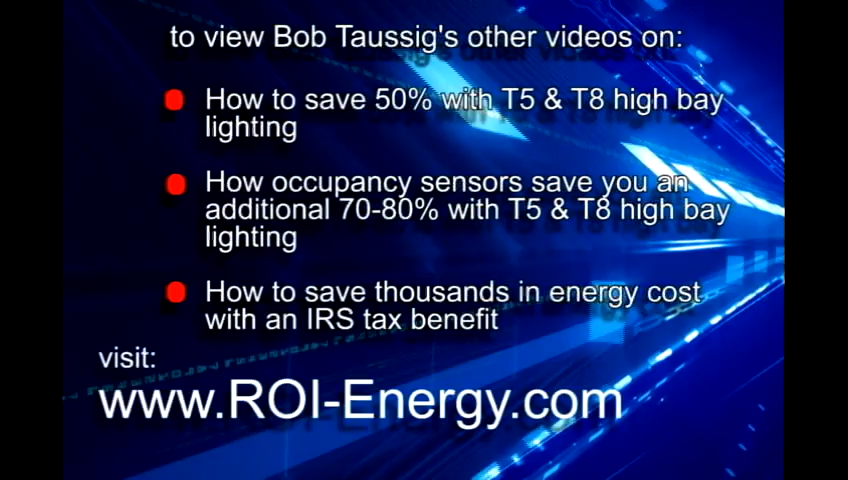 to view Bob Taussig's other videos on:
How to save 50% with T5 & T8 high bay
lighting
How occupancy sensors save you an
additional 70-80% with T5 & T8 high bay
lighting
How to save thousands in energy cost
with an IRS tax benefit
visit:
www.ROI-Energy.com